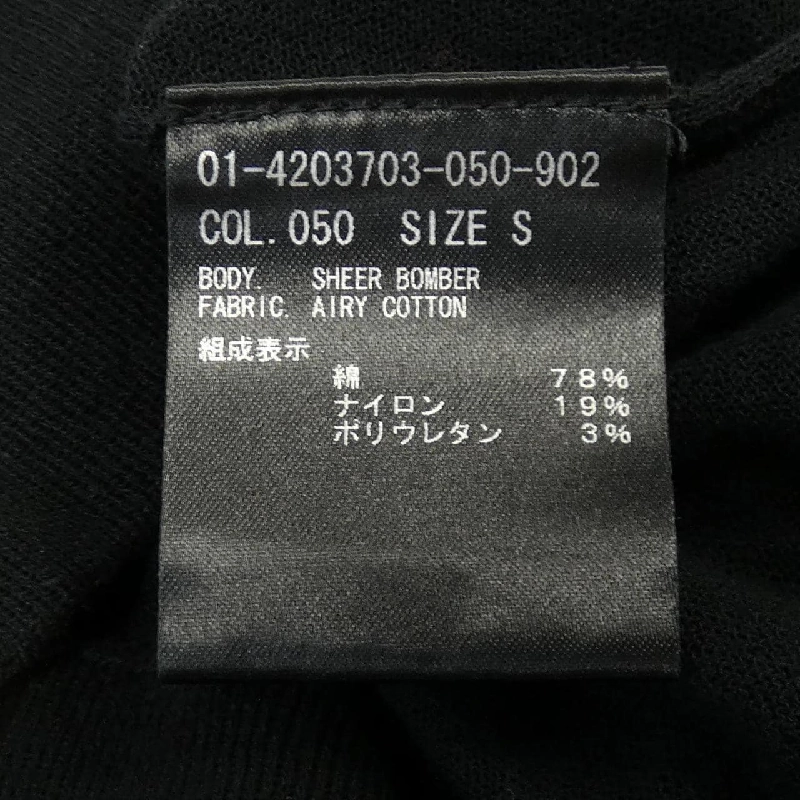 01-4203703-050-902
COL.050 SIZE S
BODY. SHEER BOMBER
FABRIC. AIRY COTTON
組成表示
綿 78%
ナイロン 19%
ポリウレタン 3%